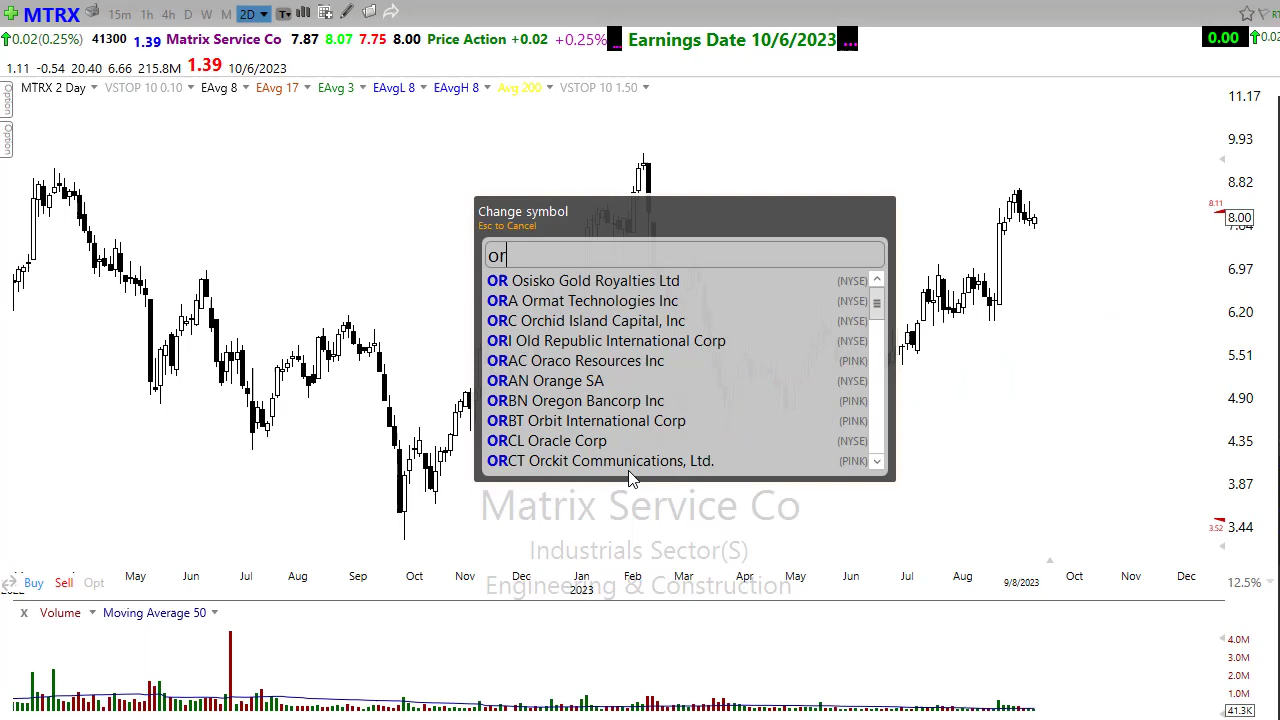 MTRX 15m 1h 4h D W M 2D
0.02(0.25%) 41300 1.39 Matrix Service Co 7.87 8.07 7.75 8.00 Price Action +0.02 +0.25% ... Earnings Date 10/6/2023 ... 0.00 0.02
1.11 -0.54 20.40 6.66 215.8M 1.39 10/6/2023
MTRX 2 Day VSTOP 10 0.10 EAvg 8 EAvg 17 EAvg 3 EAvgL 8 EAvgH 8 Avg 200 VSTOP 10 1.50
Option
Option
11.17
9.93
8.82
8.11
8.00
6.97
6.20
5.51
4.90
4.35
3.87
3.52
3.44
Change symbol
Esc to Cancel
or
OR Osisko Gold Royalties Ltd (NYSE)
ORA Ormat Technologies Inc (NYSE)
ORC Orchid Island Capital, Inc (NYSE)
ORI Old Republic International Corp (NYSE)
ORAC Oraco Resources Inc (PINK)
ORAN Orange SA (NYSE)
ORBN Oregon Bancorp Inc (PINK)
ORBT Orbit International Corp (PINK)
ORCL Oracle Corp (NYSE)
ORCT Orckit Communications, Ltd. (PINK)
Matrix Service Co
Industrials Sector(S)
Engineering & Construction
Buy Sell Opt
May Jun Jul Aug Sep Oct Nov Dec Jan Feb Mar Apr May Jun Jul Aug 9/8/2023 Oct Nov Dec 12.5%
2023
X Volume Moving Average 50
4.0M
3.0M
2.0M
1.0M
41.3K